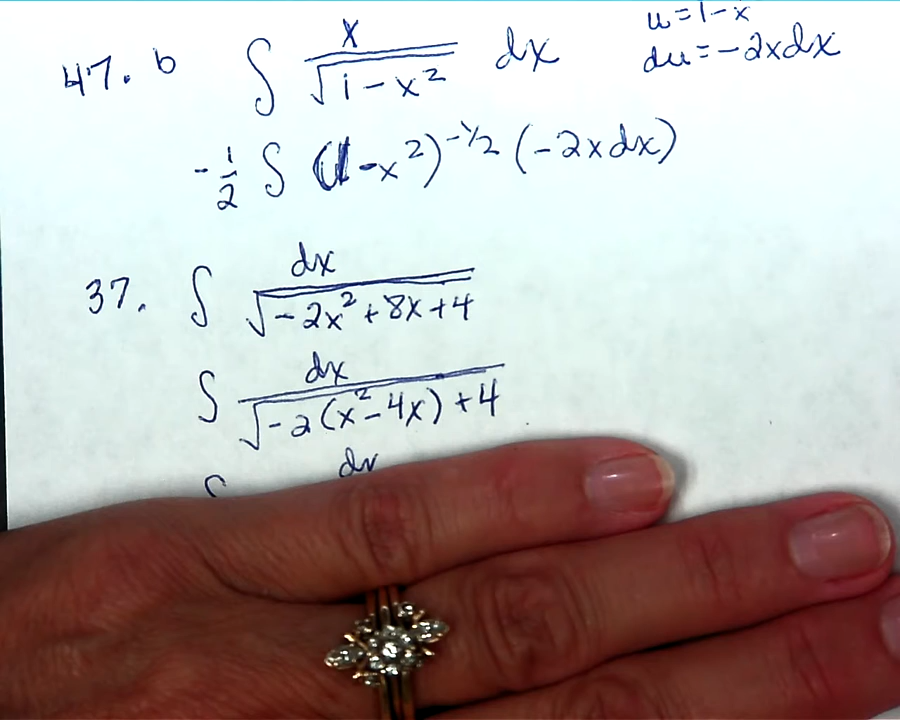 47. b ∫ x/√(1-x²) dx
u = 1-x
du = -2xdx
-1/2 ∫ (1-x²)^(-1/2) (-2xdx)
37. ∫ dx/√(-2x²+8x+4)
∫ dx/√(-2(x²-4x)+4)
∫ dx